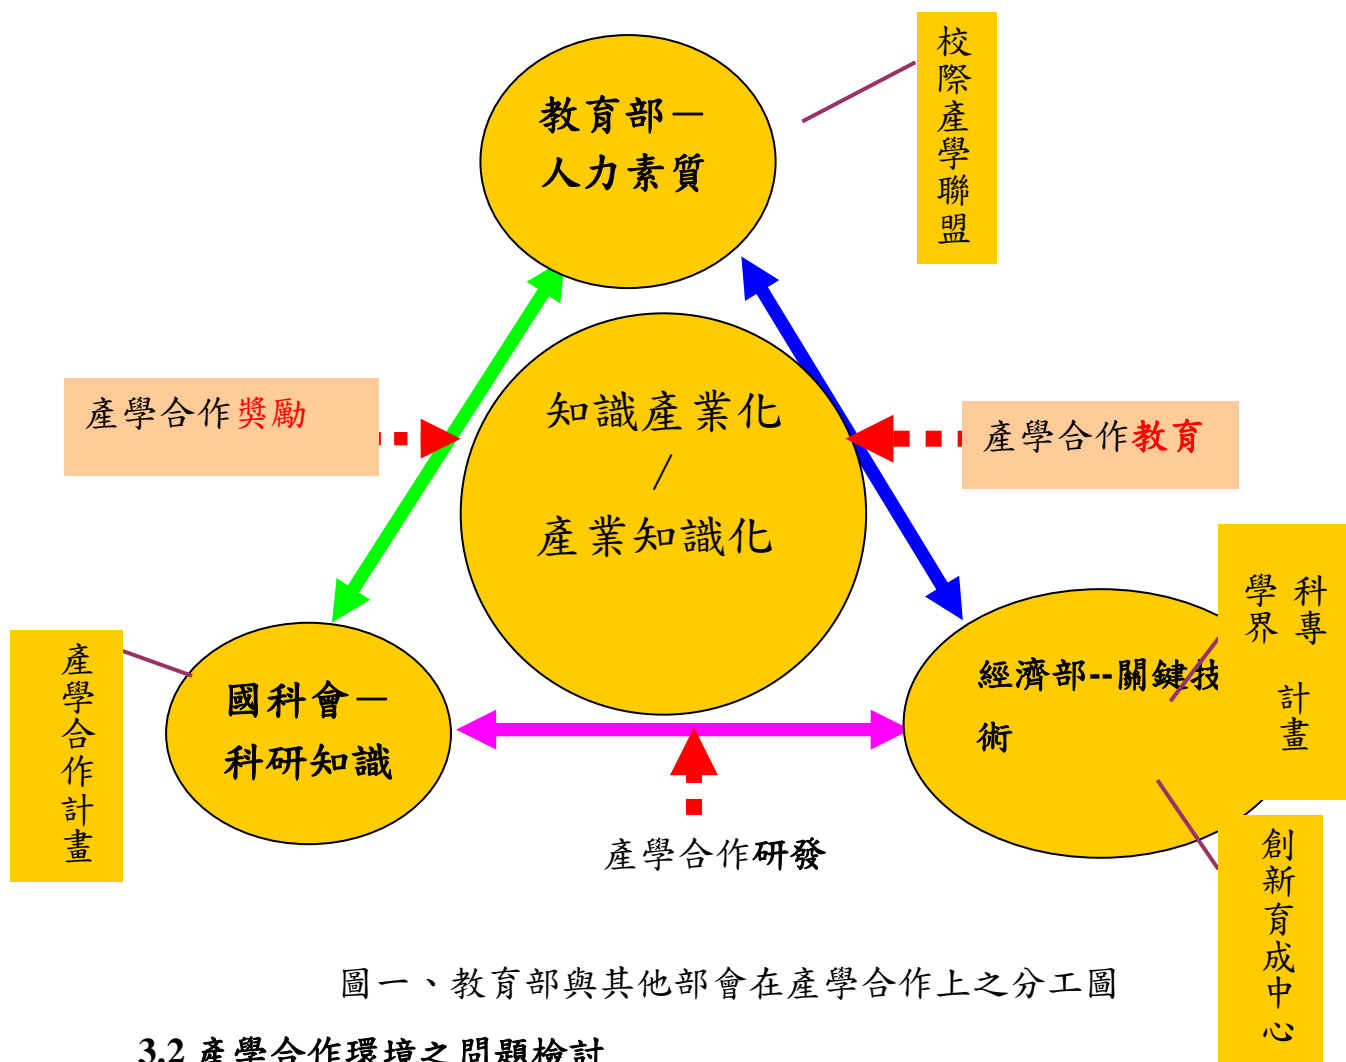 校際產學聯盟
教育部－
人力素質
產學合作獎勵
知識產業化
/
產業知識化
產學合作教育
產學合作計畫
國科會－
科研知識
經濟部--關鍵技
術
學界科專
計畫
創新育成中心
產學合作研發
圖一、教育部與其他部會在產學合作上之分工圖
3.2 產學合作環境之問題檢討